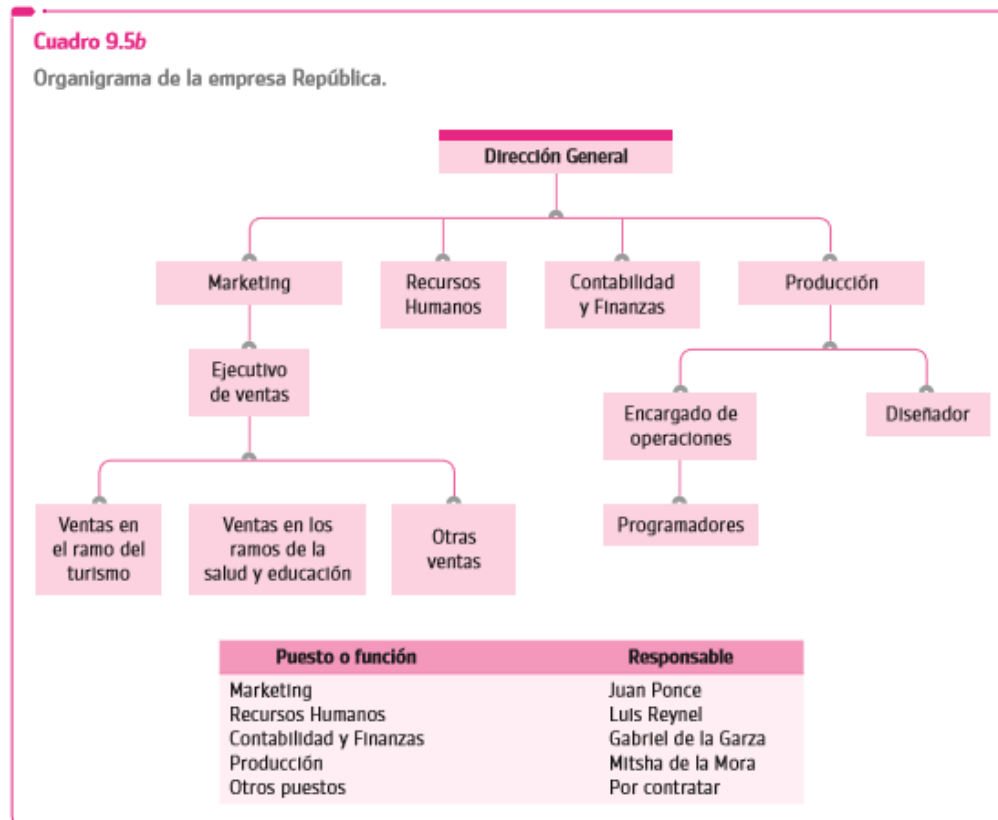 Cuadro 9.5b
Organigrama de la empresa República.
Dirección General
Marketing
Recursos
Humanos
Contabilidad
y Finanzas
Producción
Ejecutivo
de ventas
Encargado de
operaciones
Diseñador
Ventas en
el ramo del
turismo
Ventas en los
ramos de la
salud y educación
Otras
ventas
Programadores
Puesto o función Responsable
Marketing Juan Ponce
Recursos Humanos Luis Reynel
Contabilidad y Finanzas Gabriel de la Garza
Producción Mitsha de la Mora
Otros puestos Por contratar